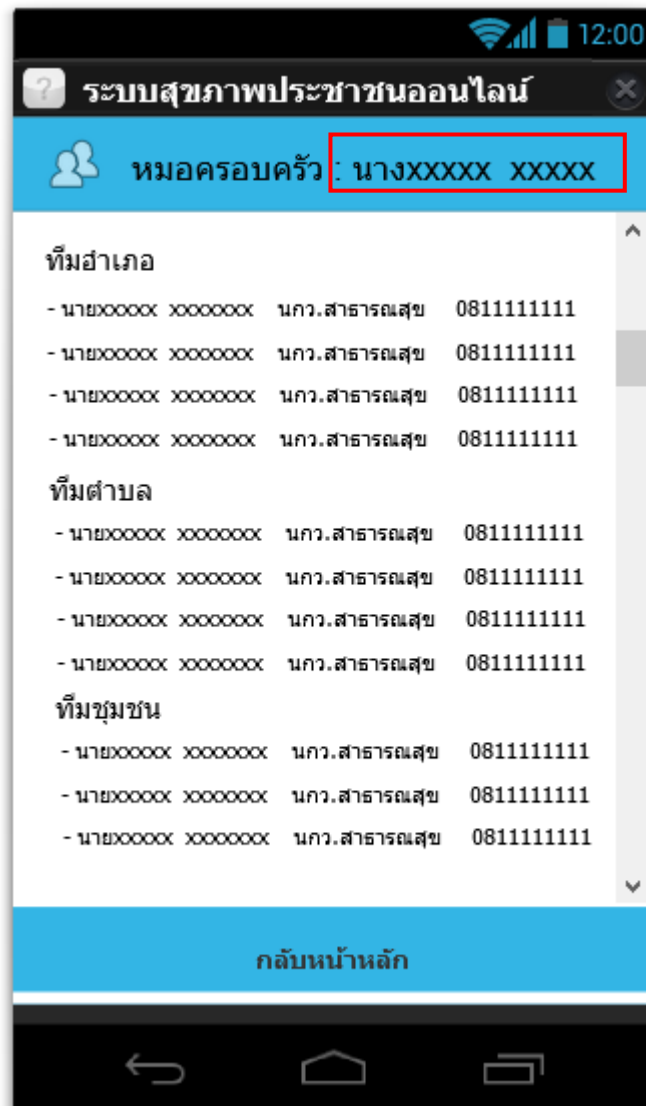 12:00
? ระบบสุขภาพประชาชนออนไลน์
หมอครอบครัว : นางxxxxx xxxxx
ทีมอำเภอ
- นายxxxxx xxxxxxx นกว.สาธารณสุข 0811111111
- นายxxxxx xxxxxxx นกว.สาธารณสุข 0811111111
- นายxxxxx xxxxxxx นกว.สาธารณสุข 0811111111
- นายxxxxx xxxxxxx นกว.สาธารณสุข 0811111111
ทีมตำบล
- นายxxxxx xxxxxxx นกว.สาธารณสุข 0811111111
- นายxxxxx xxxxxxx นกว.สาธารณสุข 0811111111
- นายxxxxx xxxxxxx นกว.สาธารณสุข 0811111111
- นายxxxxx xxxxxxx นกว.สาธารณสุข 0811111111
ทีมชุมชน
- นายxxxxx xxxxxxx นกว.สาธารณสุข 0811111111
- นายxxxxx xxxxxxx นกว.สาธารณสุข 0811111111
- นายxxxxx xxxxxxx นกว.สาธารณสุข 0811111111
กลับหน้าหลัก